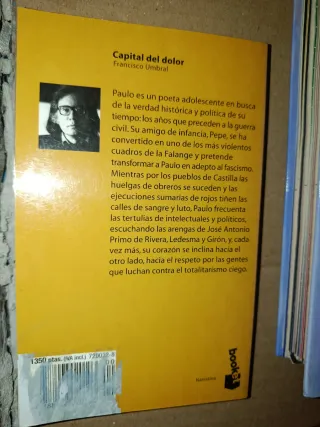 Capital del dolor
Francisco Umbral
Paulo es un poeta adolescente en busca
de la verdad histórica y política de su
tiempo: los años que preceden a la guerra
civil. Su amigo de infancia, Pepe, se ha
convertido en uno de los más violentos
cuadros de la Falange y pretende
transformar a Paulo en adepto al fascismo.
Mientras por los pueblos de Castilla las
huelgas de obreros se suceden y las
ejecuciones sumarias de rojos tiñen las
calles de sangre y luto, Paulo frecuenta
las tertulias de intelectuales y políticos,
escuchando las arengas de José Antonio
Primo de Rivera, Ledesma y Girón, y, cada
vez más, su corazón se inclina hacia el
otro lado, hacia el respeto por las gentes
que luchan contra el totalitarismo ciego.
1350 ptas. (IVA incl.)
booket
Narrativa